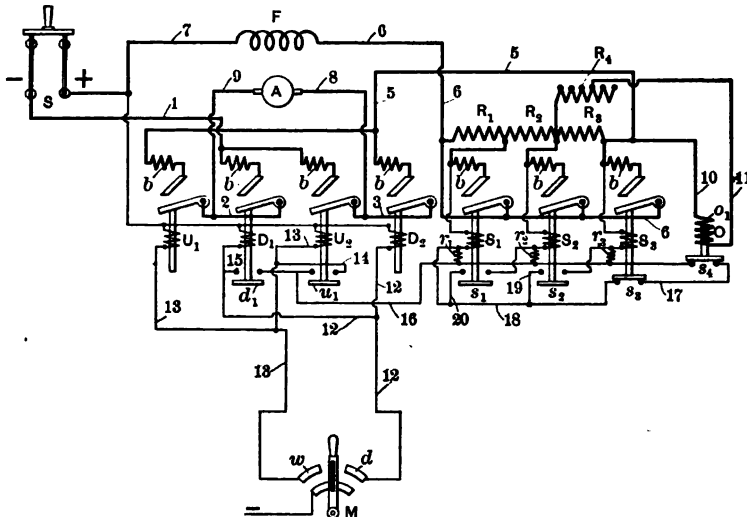 F
7
6
− S +
9
A
8
5
R₄
1
5
6
R₁
R₂
R₃
b
b
b
b
b
b
b
10
11
2
3
6
o₁
O
U₁
D₁
13
U₂
D₂
r₁
S₁
r₂
S₂
r₃
S₃
15
14
12
19
s₄
d₁
u₁
s₁
s₂
s₃
17
13
12
16
20
18
13
12
w
d
−
M